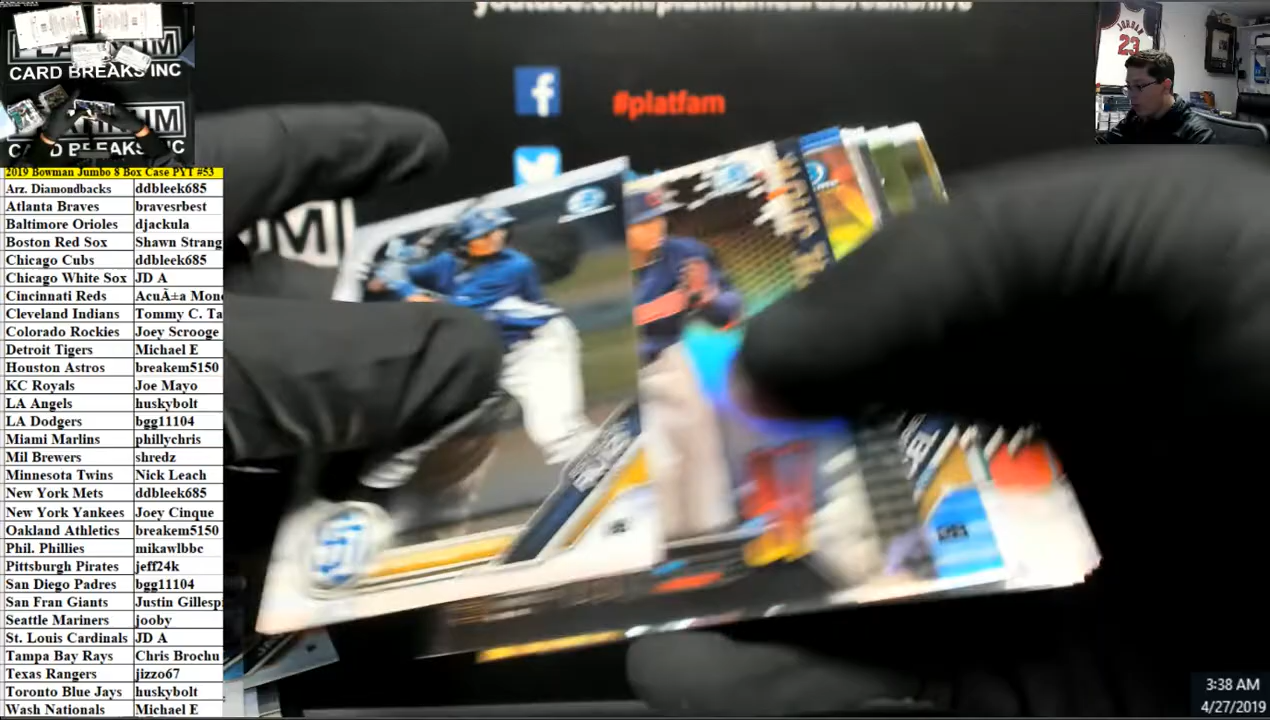 youtube.com/platinumcardbreakslive
#platfam
CARD BREAKS INC
2019 Bowman Jumbo 8 Box Case PYT #53
Arz. Diamondbacks ddbleek685
Atlanta Braves bravesrbest
Baltimore Orioles djackula
Boston Red Sox Shawn Strang
Chicago Cubs ddbleek685
Chicago White Sox JD A
Cincinnati Reds AcuÃ±a Mon
Cleveland Indians Tommy C. Ta
Colorado Rockies Joey Scrooge
Detroit Tigers Michael E
Houston Astros breakem5150
KC Royals Joe Mayo
LA Angels huskybolt
LA Dodgers bgg11104
Miami Marlins phillychris
Mil Brewers shredz
Minnesota Twins Nick Leach
New York Mets ddbleek685
New York Yankees Joey Cinque
Oakland Athletics breakem5150
Phil. Phillies mikawlbbc
Pittsburgh Pirates jeff24k
San Diego Padres bgg11104
San Fran Giants Justin Gillesp
Seattle Mariners jooby
St. Louis Cardinals JD A
Tampa Bay Rays Chris Brochu
Texas Rangers jizzo67
Toronto Blue Jays huskybolt
Wash Nationals Michael E
JORDAN
23
3:38 AM
4/27/2019